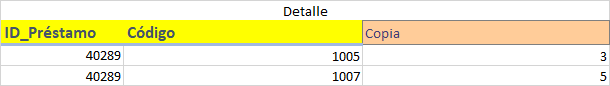 Detalle
ID_Préstamo Código Copia
40289 1005 3
40289 1007 5